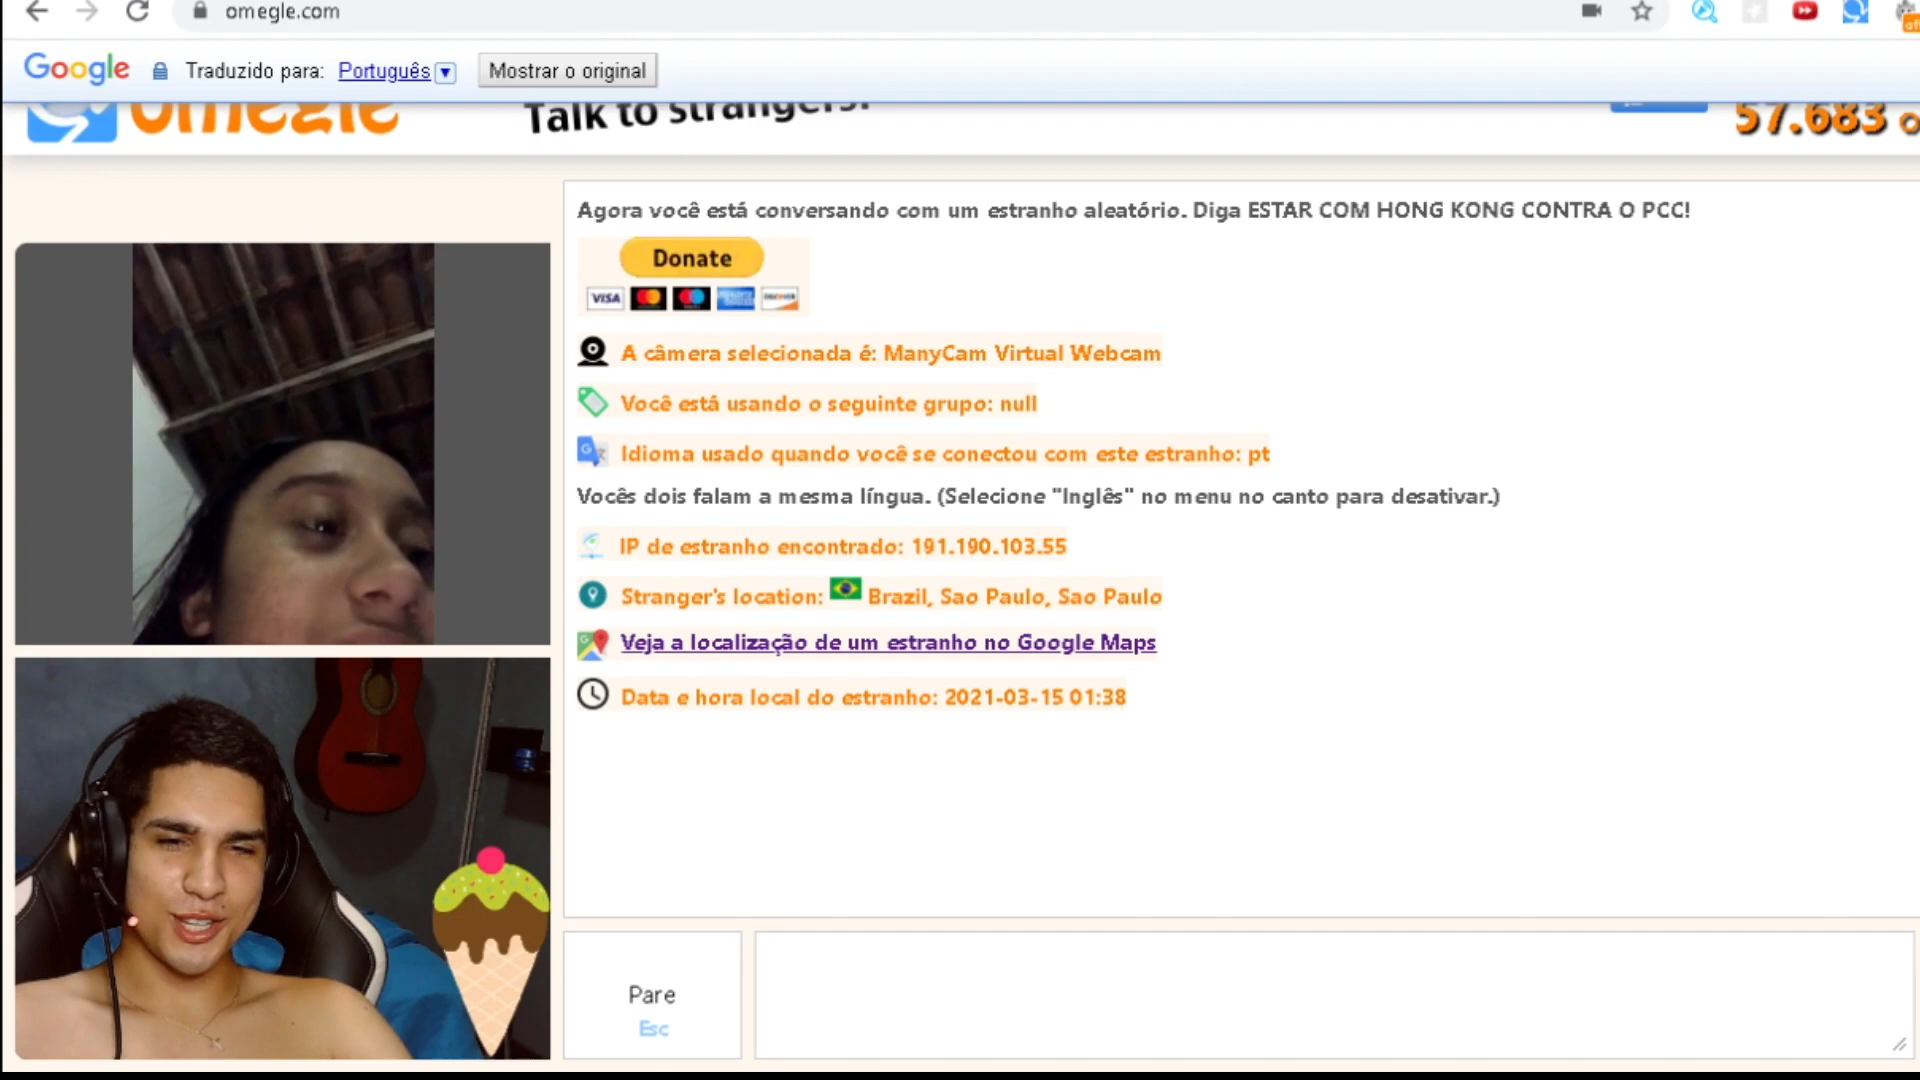 omegle.com
Google Traduzido para: Português Mostrar o original
omegle Talk to strangers! 57.683
Agora você está conversando com um estranho aleatório. Diga ESTAR COM HONG KONG CONTRA O PCC!
Donate
VISA DISCOVER
A câmera selecionada é: ManyCam Virtual Webcam
Você está usando o seguinte grupo: null
Idioma usado quando você se conectou com este estranho: pt
Vocês dois falam a mesma língua. (Selecione "Inglês" no menu no canto para desativar.)
IP de estranho encontrado: 191.190.103.55
Stranger's location: Brazil, Sao Paulo, Sao Paulo
Veja a localização de um estranho no Google Maps
Data e hora local do estranho: 2021-03-15 01:38
Pare
Esc